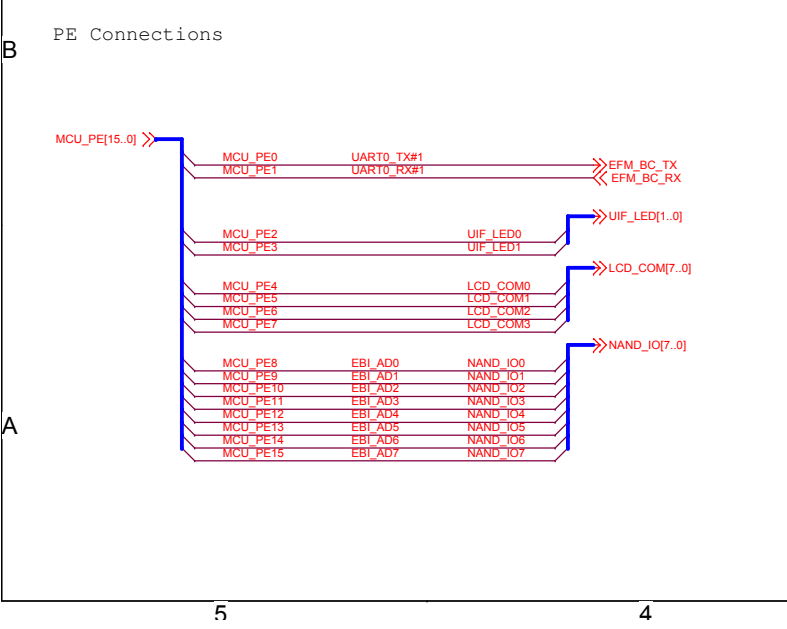 PE Connections
B
MCU_PE[15..0]
MCU_PE0 UART0_TX#1 EFM_BC_TX
MCU_PE1 UART0_RX#1 EFM_BC_RX
UIF_LED[1..0]
MCU_PE2 UIF_LED0
MCU_PE3 UIF_LED1
LCD_COM[7..0]
MCU_PE4 LCD_COM0
MCU_PE5 LCD_COM1
MCU_PE6 LCD_COM2
MCU_PE7 LCD_COM3
NAND_IO[7..0]
MCU_PE8 EBI_AD0 NAND_IO0
MCU_PE9 EBI_AD1 NAND_IO1
MCU_PE10 EBI_AD2 NAND_IO2
MCU_PE11 EBI_AD3 NAND_IO3
MCU_PE12 EBI_AD4 NAND_IO4
A
MCU_PE13 EBI_AD5 NAND_IO5
MCU_PE14 EBI_AD6 NAND_IO6
MCU_PE15 EBI_AD7 NAND_IO7
5 4